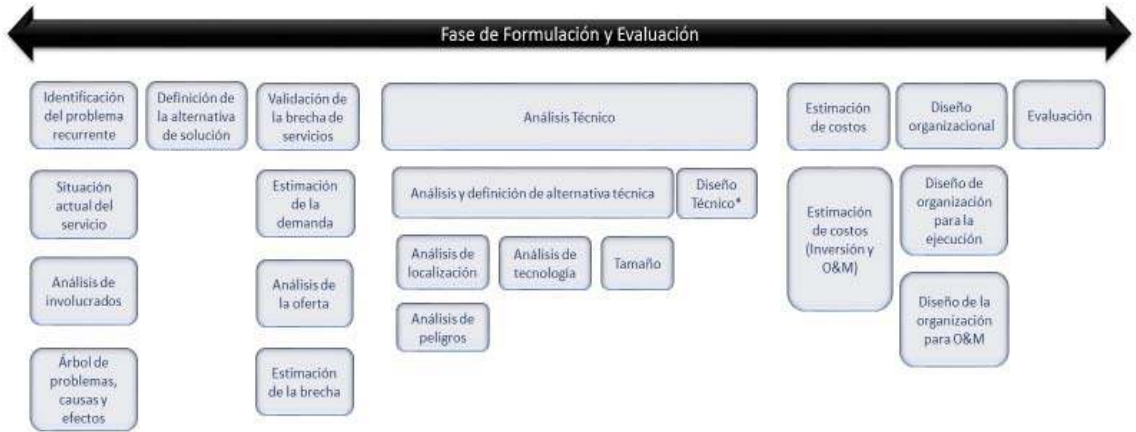 Fase de Formulación y Evaluación
Identificación
del problema
recurrente
Definición de
la alternativa
de solución
Validación de
la brecha de
servicios
Análisis Técnico
Estimación
de costos
Diseño
organizacional
Evaluación
Situación
actual del
servicio
Estimación
de la
demanda
Análisis y definición de alternativa técnica
Diseño
Técnico*
Estimación
de costos
(Inversión y
O&M)
Diseño de
organización
para la
ejecución
Análisis de
involucrados
Análisis de
la oferta
Análisis de
localización
Análisis de
tecnología
Tamaño
Diseño de la
organización
para O&M
Análisis de
peligros
Árbol de
problemas,
causas y
efectos
Estimación
de la brecha